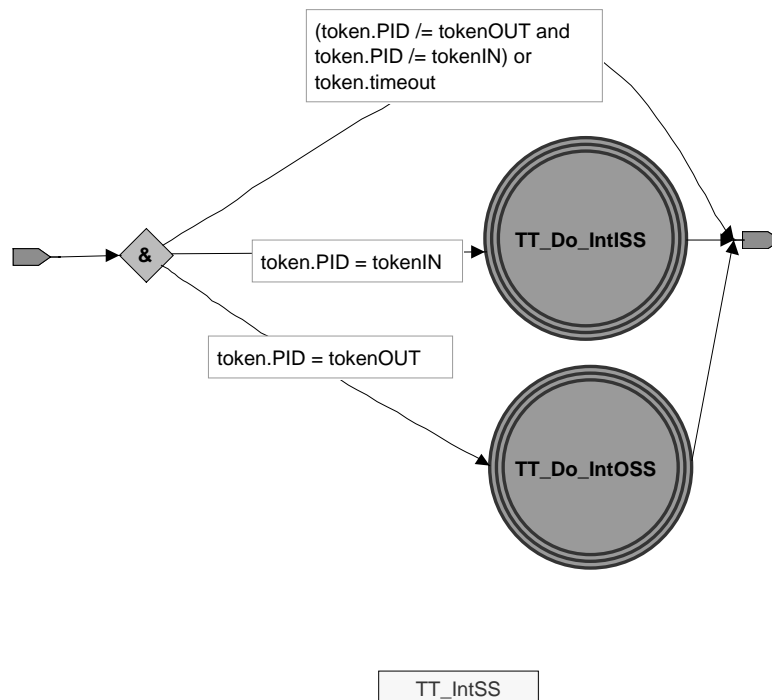 (token.PID /= tokenOUT and
token.PID /= tokenIN) or
token.timeout
TT_Do_IntISS
&
token.PID = tokenIN
token.PID = tokenOUT
TT_Do_IntOSS
TT_IntSS